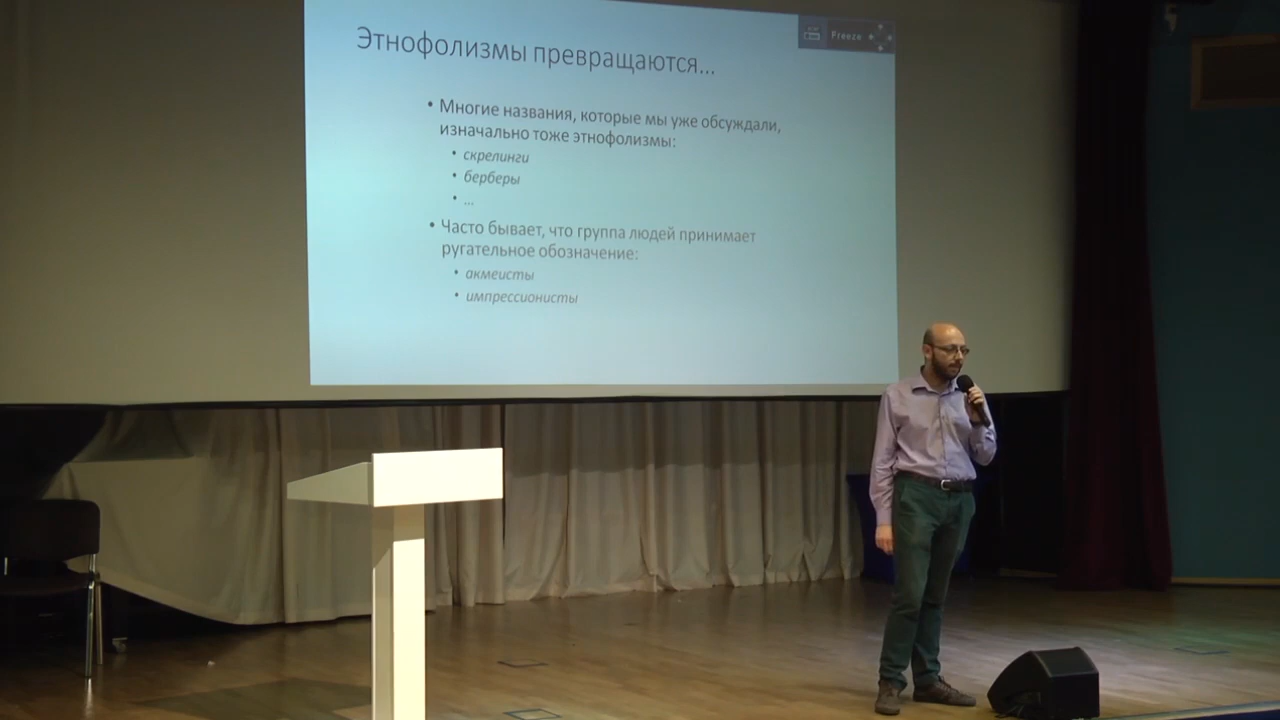 Этнофолизмы превращаются...
Freeze
• Многие названия, которые мы уже обсуждали,
изначально тоже этнофолизмы:
• скрелинги
• берберы
• ...
• Часто бывает, что группа людей принимает
ругательное обозначение:
• акмеисты
• импрессионисты